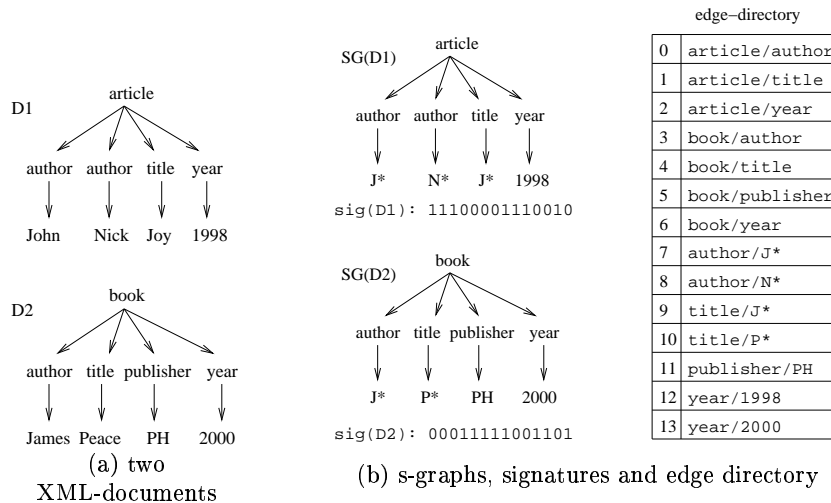 D1
article
author author title year
John Nick Joy 1998
D2
book
author title publisher year
James Peace PH 2000
(a) two
XML-documents
SG(D1)
article
author author title year
J* N* J* 1998
sig(D1): 11100001110010
SG(D2)
book
author title publisher year
J* P* PH 2000
sig(D2): 00011111001101
(b) s-graphs, signatures and edge directory
edge-directory
0 article/author
1 article/title
2 article/year
3 book/author
4 book/title
5 book/publisher
6 book/year
7 author/J*
8 author/N*
9 title/J*
10 title/P*
11 publisher/PH
12 year/1998
13 year/2000